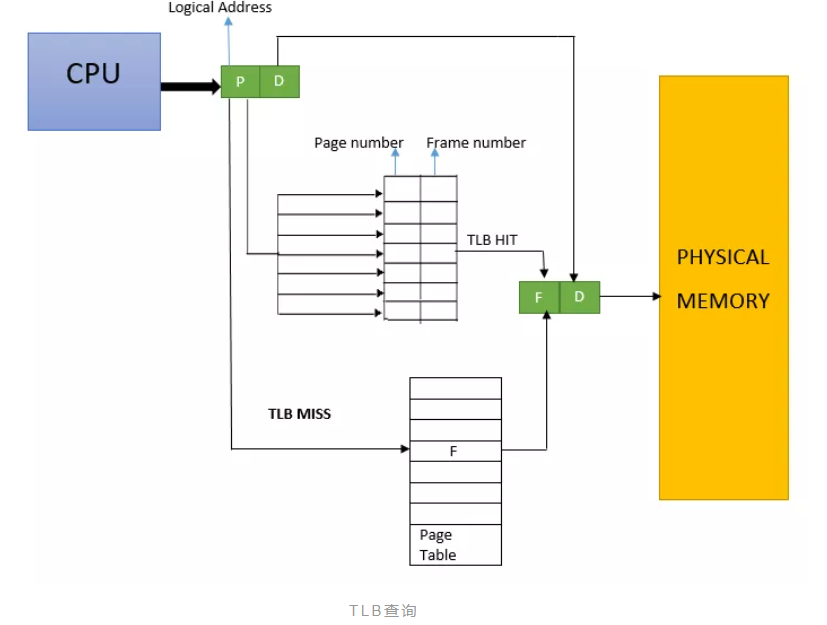 Logical Address
CPU
P D
Page number Frame number
TLB HIT
F D
PHYSICAL
MEMORY
TLB MISS
F
Page
Table
TLB查询